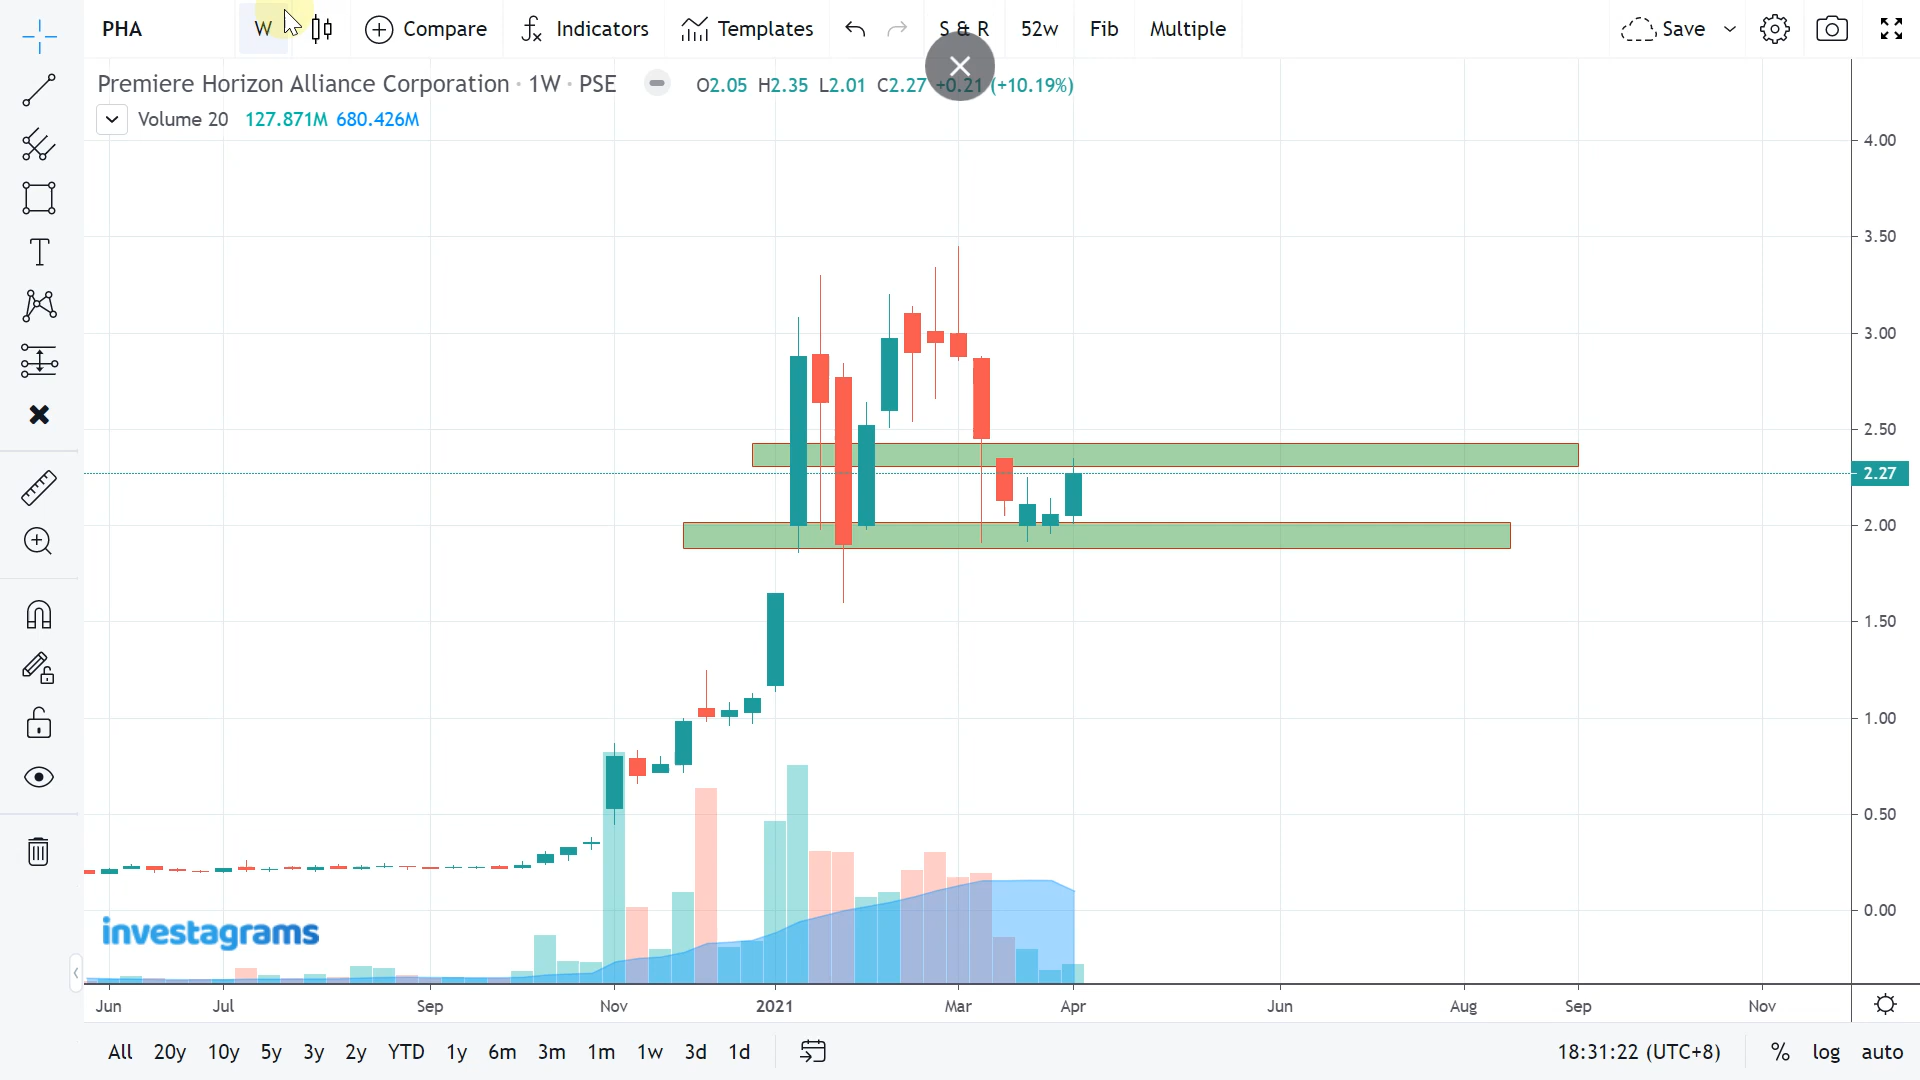 PHA W Compare Indicators Templates S & R 52w Fib Multiple Save
Premiere Horizon Alliance Corporation · 1W · PSE O2.05 H2.35 L2.01 C2.27 +0.21 (+10.19%)
Volume 20 127.871M 680.426M
4.00
3.50
3.00
2.50
2.27
2.00
1.50
1.00
0.50
0.00
investagrams
Jun Jul Sep Nov 2021 Mar Apr Jun Aug Sep Nov
All 20y 10y 5y 3y 2y YTD 1y 6m 3m 1m 1w 3d 1d 18:31:22 (UTC+8) % log auto